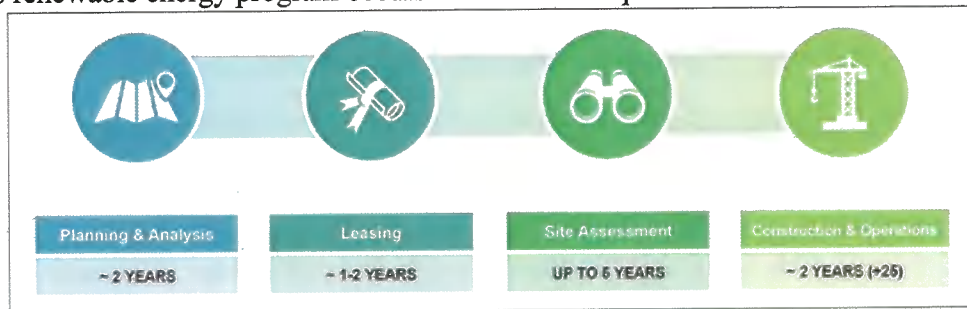 renewable energy program
Planning & Analysis
~ 2 YEARS
Leasing
~ 1-2 YEARS
Site Assessment
UP TO 5 YEARS
Construction & Operations
~ 2 YEARS (+25)